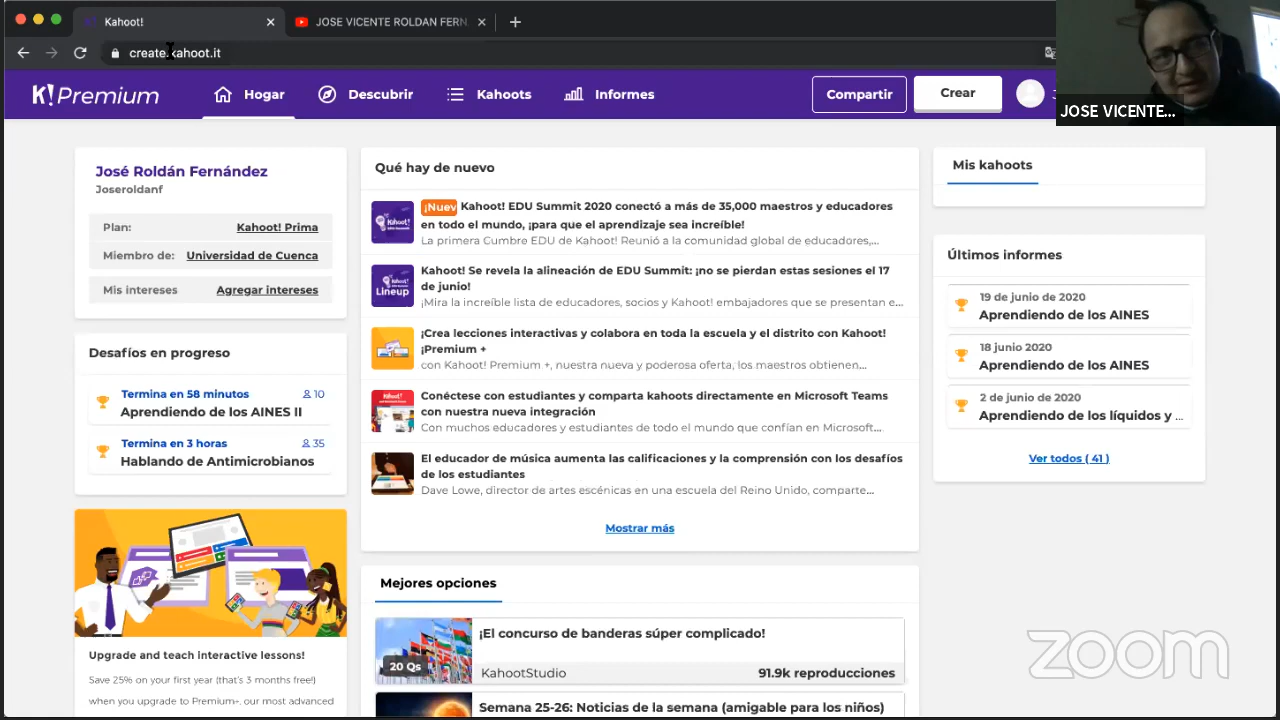 Kahoot!
JOSE VICENTE ROLDAN FERN
create.kahoot.it
K! Premium
Hogar
Descubrir
Kahoots
Informes
Compartir
Crear
JOSE VICENTE...
José Roldán Fernández
Joseroldanf
Plan: Kahoot! Prima
Miembro de: Universidad de Cuenca
Mis intereses Agregar intereses
Desafíos en progreso
Termina en 58 minutos 10
Aprendiendo de los AINES II
Termina en 3 horas 35
Hablando de Antimicrobianos
Upgrade and teach interactive lessons!
Save 25% on your first year (that's 3 months free!)
when you upgrade to Premium+, our most advanced
Qué hay de nuevo
¡Nuev Kahoot! EDU Summit 2020 conectó a más de 35,000 maestros y educadores
en todo el mundo, ¡para que el aprendizaje sea increíble!
La primera Cumbre EDU de Kahoot! Reunió a la comunidad global de educadores,...
Kahoot!
Lineup
Kahoot! Se revela la alineación de EDU Summit: ¡no se pierdan estas sesiones el 17
de junio!
¡Mira la increíble lista de educadores, socios y Kahoot! embajadores que se presentan e...
¡Crea lecciones interactivas y colabora en toda la escuela y el distrito con Kahoot!
¡Premium +
con Kahoot! Premium +, nuestra nueva y poderosa oferta, los maestros obtienen...
Conéctese con estudiantes y comparta kahoots directamente en Microsoft Teams
con nuestra nueva integración
Con muchos educadores y estudiantes de todo el mundo que confían en Microsoft...
El educador de música aumenta las calificaciones y la comprensión con los desafíos
de los estudiantes
Dave Lowe, director de artes escénicas en una escuela del Reino Unido, comparte...
Mostrar más
Mejores opciones
20 Qs
¡El concurso de banderas súper complicado!
KahootStudio 91.9k reproducciones
Semana 25-26: Noticias de la semana (amigable para los niños)
Mis kahoots
Últimos informes
19 de junio de 2020
Aprendiendo de los AINES
18 junio 2020
Aprendiendo de los AINES
2 de junio de 2020
Aprendiendo de los líquidos y ...
Ver todos ( 41 )
zoom